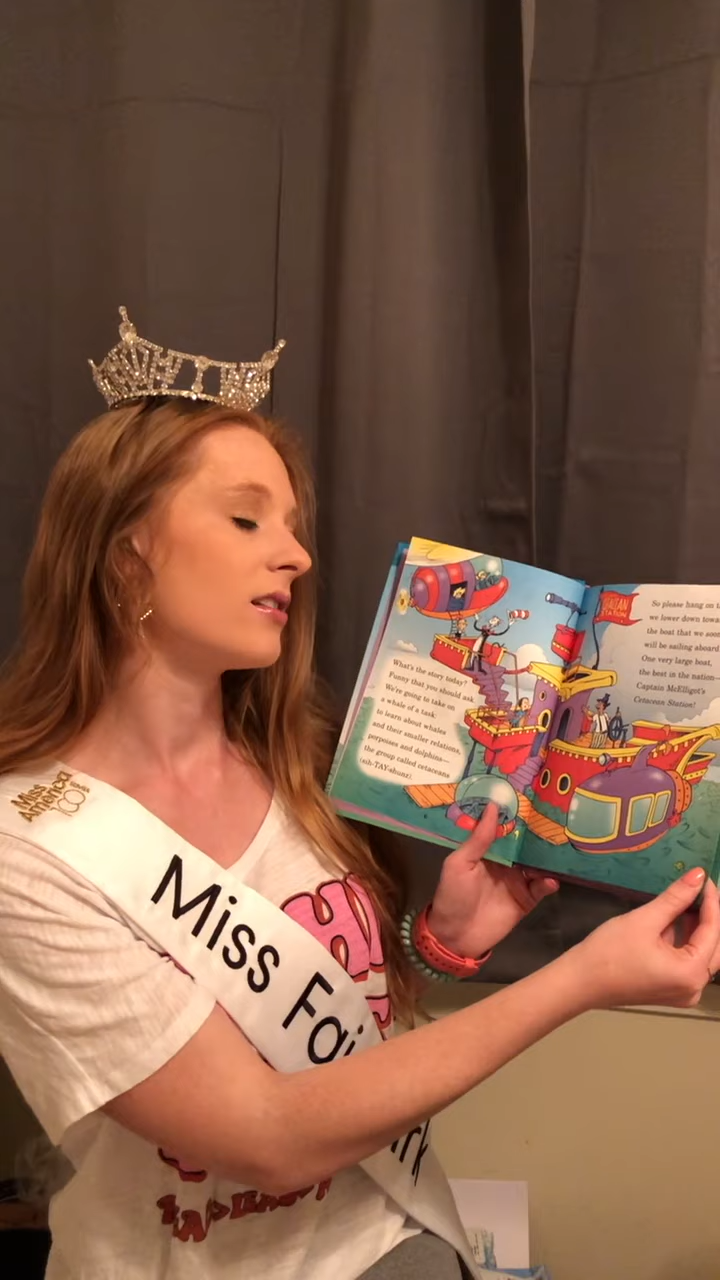 Miss
America
100
Miss Fai
rk
What's the story today?
Funny that you should ask
We're going to take on
a whale of a task:
to learn about whales
and their smaller relations,
porpoises and dolphins—
the group called cetaceans
(sih-TAY-shunz).
STATION
So please hang on t
we lower down towa
the boat that we soon
will be sailing aboard
One very large boat,
the best in the nation—
Captain McElligot's
Cetacean Station!